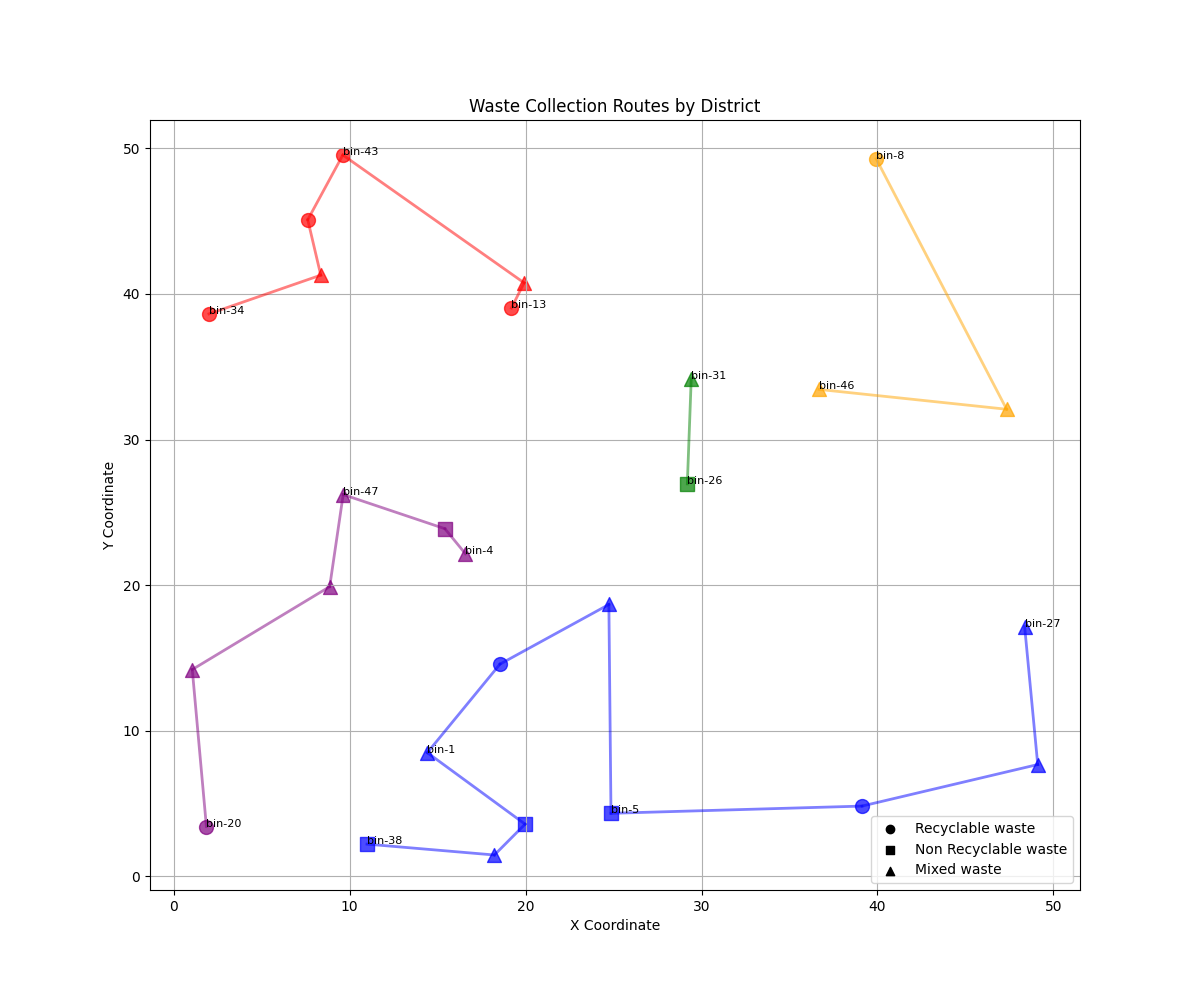 Waste Collection Routes by District
bin-43
bin-8
bin-34
bin-13
bin-31
bin-46
bin-26
bin-47
bin-4
bin-27
bin-1
bin-5
bin-38
bin-20
50
40
30
20
10
0
Y Coordinate
0 10 20 30 40 50
X Coordinate
Recyclable waste
Non Recyclable waste
Mixed waste